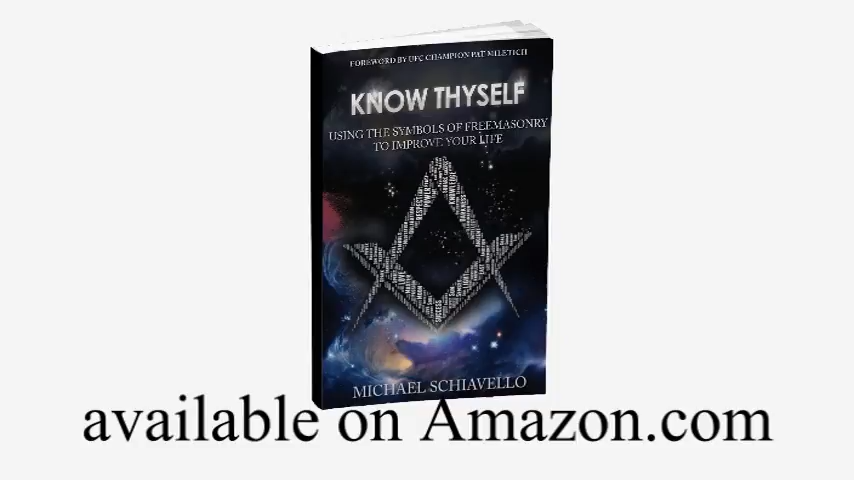 FOREWORD BY UFC CHAMPION PAT MILETICH
KNOW THYSELF
USING THE SYMBOLS OF FREEMASONRY
TO IMPROVE YOUR LIFE
MICHAEL SCHIAVELLO
available on Amazon.com